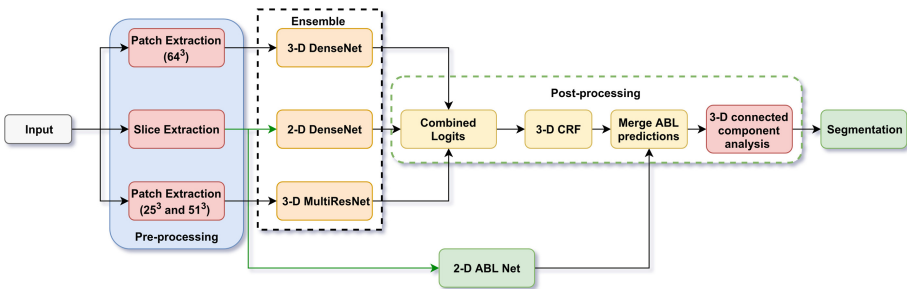 Ensemble
Patch Extraction
(64³)
3-D DenseNet
Post-processing
Input
Slice Extraction
2-D DenseNet
Combined
Logits
3-D CRF
Merge ABL
predictions
3-D connected
component
analysis
Segmentation
Patch Extraction
(25³ and 51³)
3-D MultiResNet
Pre-processing
2-D ABL Net